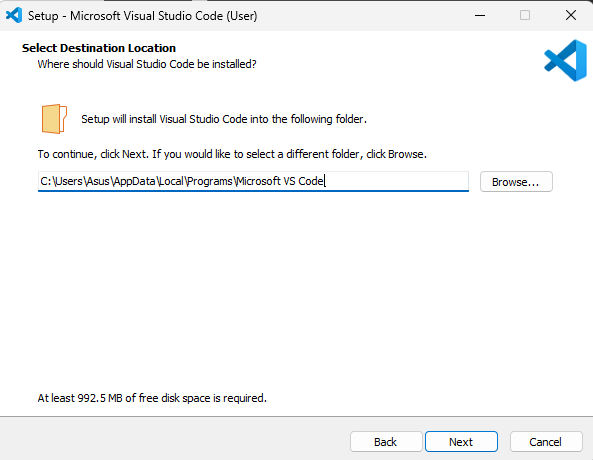 Setup - Microsoft Visual Studio Code (User)
Select Destination Location
Where should Visual Studio Code be installed?
Setup will install Visual Studio Code into the following folder.
To continue, click Next. If you would like to select a different folder, click Browse.
C:\Users\Asus\AppData\Local\Programs\Microsoft VS Code
Browse...
At least 992.5 MB of free disk space is required.
Back
Next
Cancel